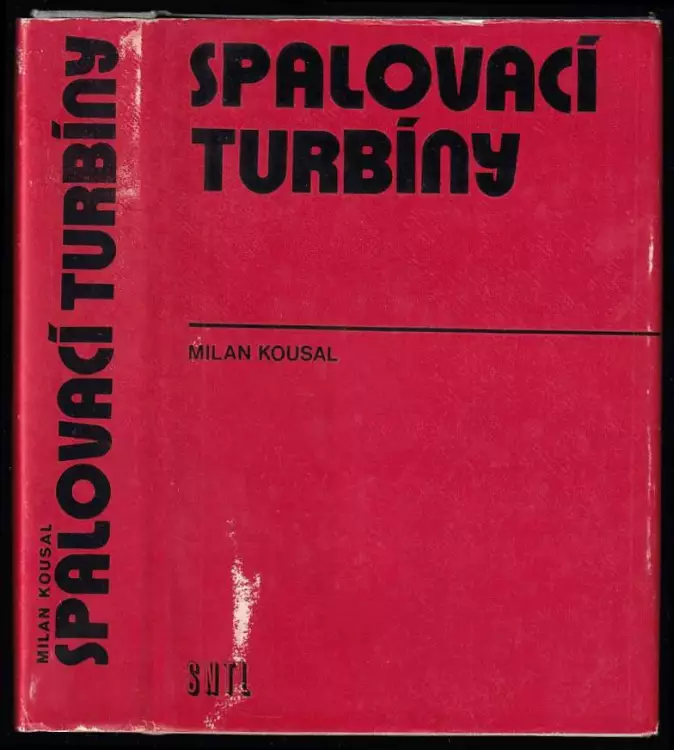 SPALOVACÍ
TURBÍNY
MILAN KOUSAL
SNTL
MILAN KOUSAL
SPALOVACÍ TURBÍNY